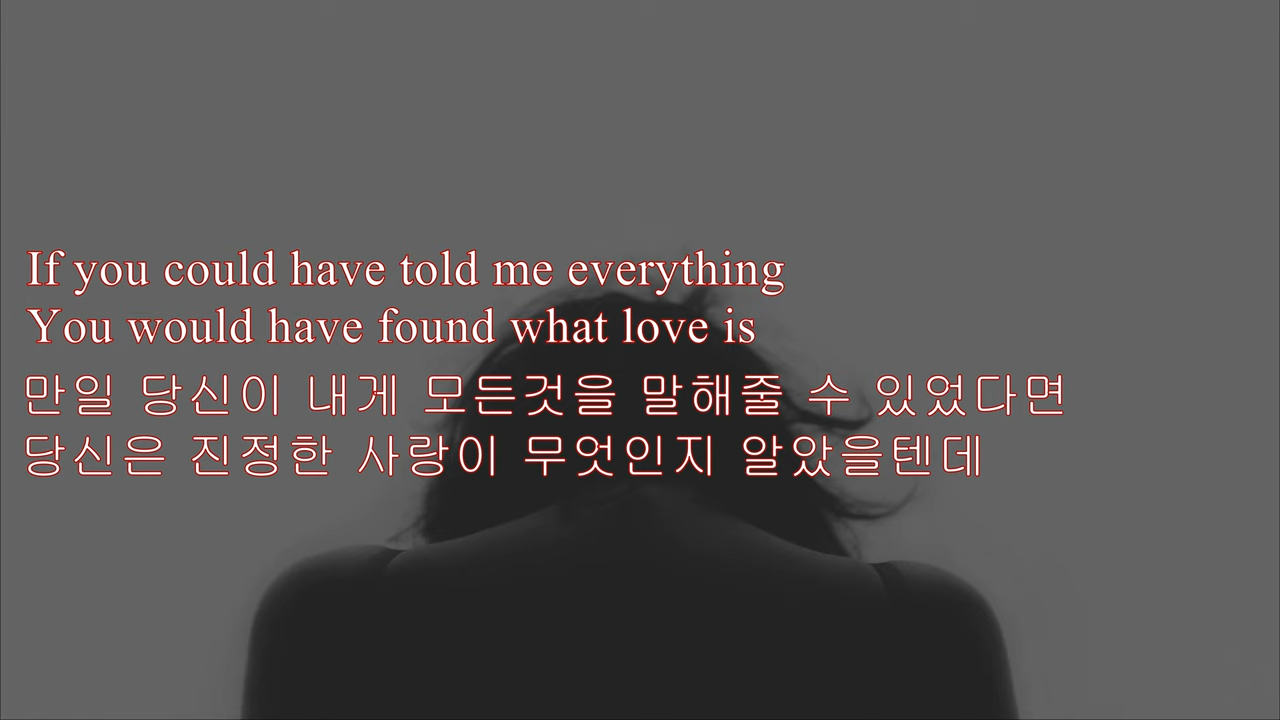 If you could have told me everything
You would have found what love is
만일 당신이 내게 모든것을 말해줄 수 있었다면
당신은 진정한 사랑이 무엇인지 알았을텐데